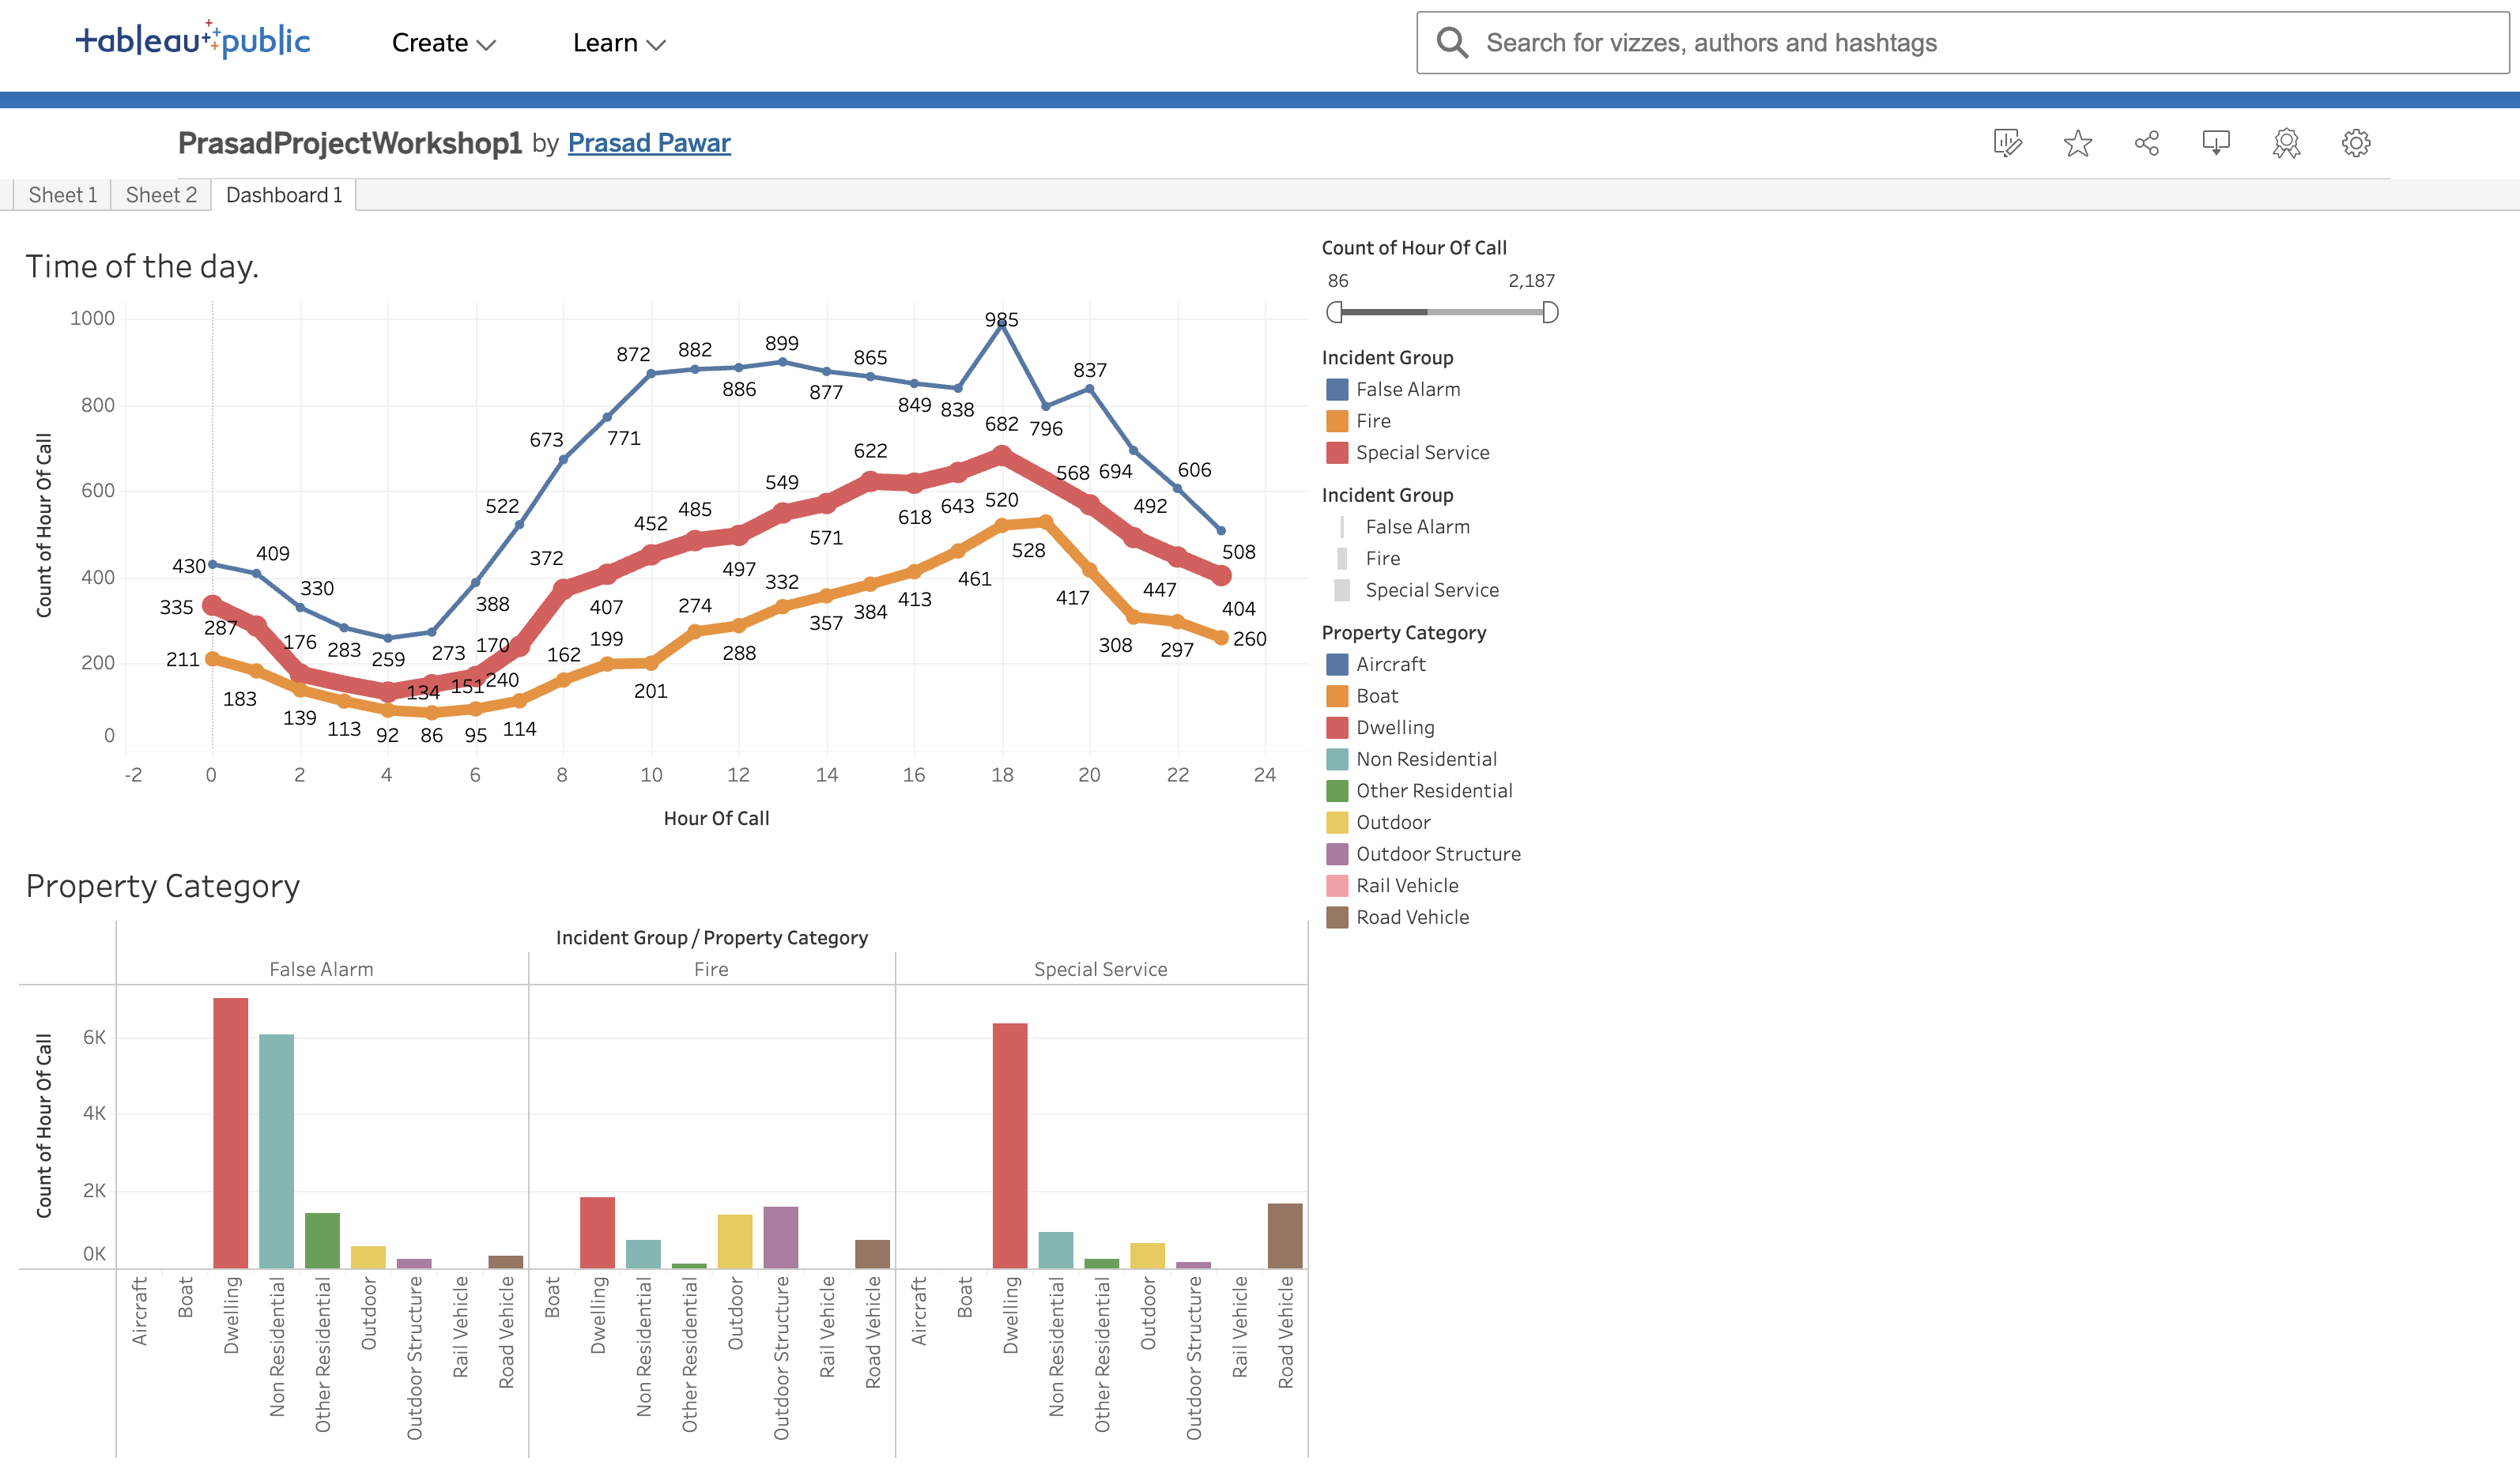 tableau public
Create
Learn
Search for vizzes, authors and hashtags
PrasadProjectWorkshop1 by Prasad Pawar
Sheet 1
Sheet 2
Dashboard 1
Time of the day.
Count of Hour Of Call
1000
800
600
400
200
0
430
409
330
283
259
273
388
522
673
771
872
882
886
899
877
865
849
838
985
796
837
694
606
508
335
287
176
134
151
170
240
372
407
452
485
497
549
571
622
618
643
682
568
492
447
404
211
183
139
113
92
86
95
114
162
199
201
274
288
332
357
384
413
461
520
528
417
308
297
260
-2
0
2
4
6
8
10
12
14
16
18
20
22
24
Hour Of Call
Count of Hour Of Call
86
2,187
Incident Group
False Alarm
Fire
Special Service
Incident Group
False Alarm
Fire
Special Service
Property Category
Aircraft
Boat
Dwelling
Non Residential
Other Residential
Outdoor
Outdoor Structure
Rail Vehicle
Road Vehicle
Property Category
Incident Group / Property Category
False Alarm
Fire
Special Service
Count of Hour Of Call
6K
4K
2K
0K
Aircraft
Boat
Dwelling
Non Residential
Other Residential
Outdoor
Outdoor Structure
Rail Vehicle
Road Vehicle
Boat
Dwelling
Non Residential
Other Residential
Outdoor
Outdoor Structure
Rail Vehicle
Road Vehicle
Aircraft
Boat
Dwelling
Non Residential
Other Residential
Outdoor
Outdoor Structure
Rail Vehicle
Road Vehicle